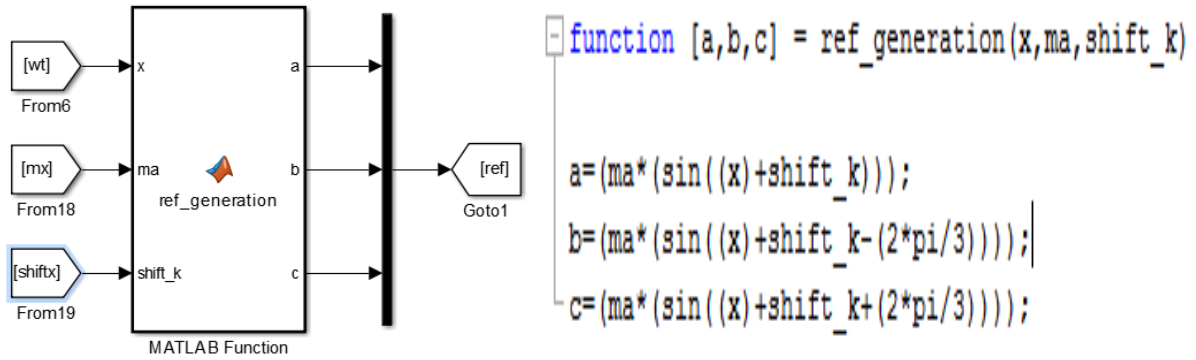 [wt]
From6
[mx]
From18
[shiftx]
From19
x
ma
shift_k
ref_generation
a
b
c
MATLAB Function
[ref]
Goto1
function [a,b,c] = ref_generation(x,ma,shift_k)
a=(ma*(sin((x)+shift_k)));
b=(ma*(sin((x)+shift_k-(2*pi/3))));
c=(ma*(sin((x)+shift_k+(2*pi/3))));